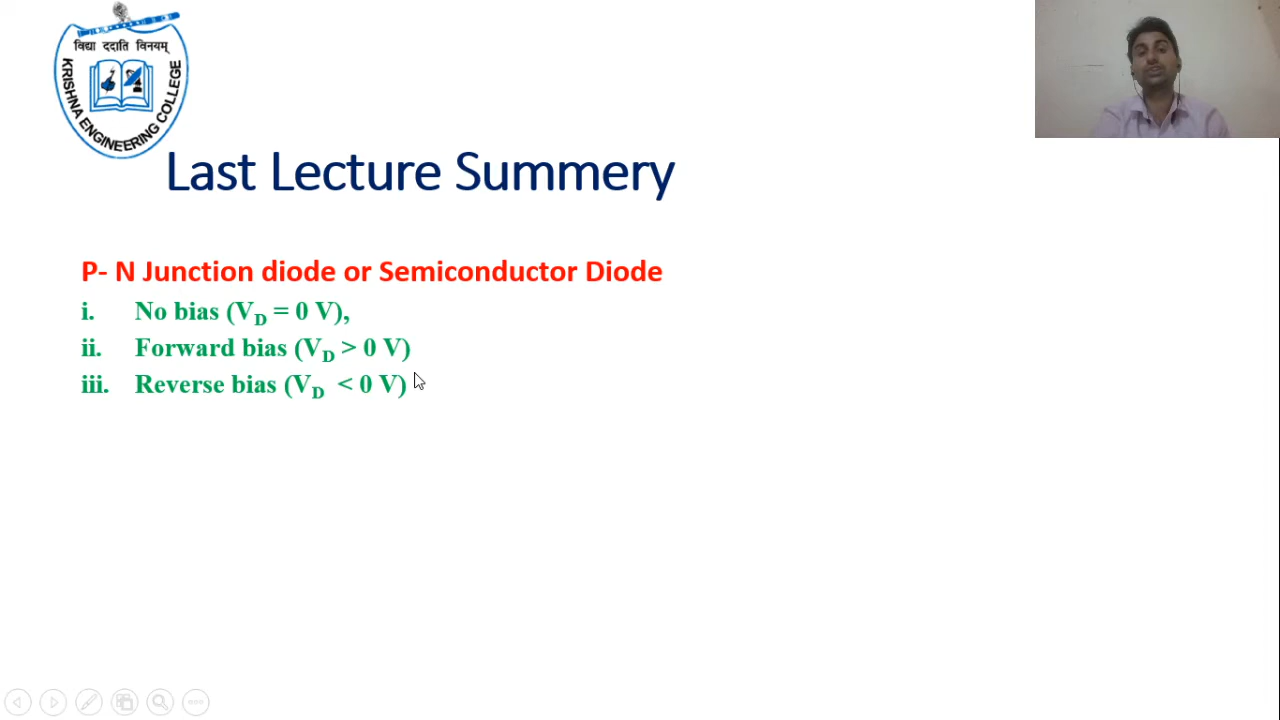 विद्या ददाति विनयम्
KRISHNA ENGINEERING COLLEGE
Last Lecture Summery
P- N Junction diode or Semiconductor Diode
i. No bias (VD = 0 V),
ii. Forward bias (VD > 0 V)
iii. Reverse bias (VD < 0 V)